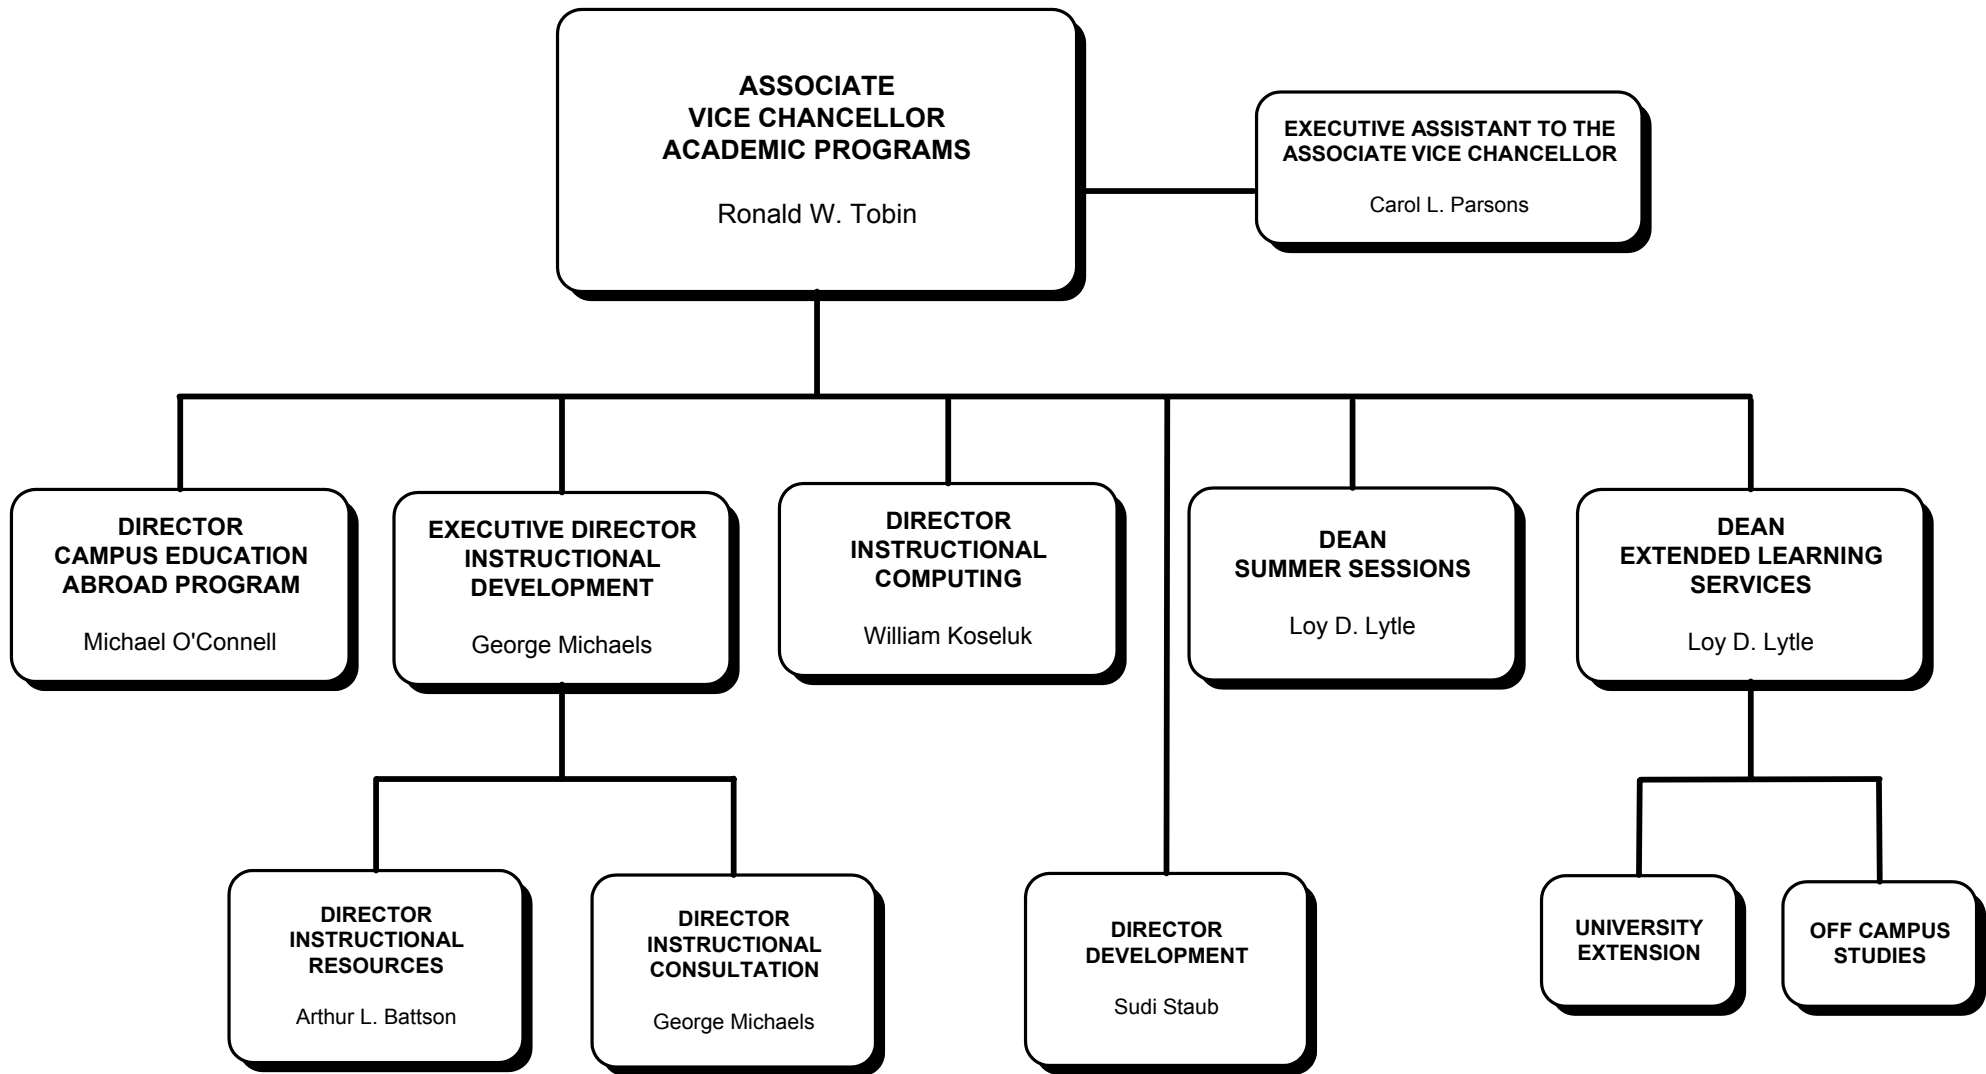 ASSOCIATE
VICE CHANCELLOR
ACADEMIC PROGRAMS
Ronald W. Tobin
EXECUTIVE ASSISTANT TO THE
ASSOCIATE VICE CHANCELLOR
Carol L. Parsons
DIRECTOR
CAMPUS EDUCATION
ABROAD PROGRAM
Michael O'Connell
EXECUTIVE DIRECTOR
INSTRUCTIONAL
DEVELOPMENT
George Michaels
DIRECTOR
INSTRUCTIONAL
COMPUTING
William Koseluk
DEAN
SUMMER SESSIONS
Loy D. Lytle
DEAN
EXTENDED LEARNING
SERVICES
Loy D. Lytle
DIRECTOR
INSTRUCTIONAL
RESOURCES
Arthur L. Battson
DIRECTOR
INSTRUCTIONAL
CONSULTATION
George Michaels
DIRECTOR
DEVELOPMENT
Sudi Staub
UNIVERSITY
EXTENSION
OFF CAMPUS
STUDIES